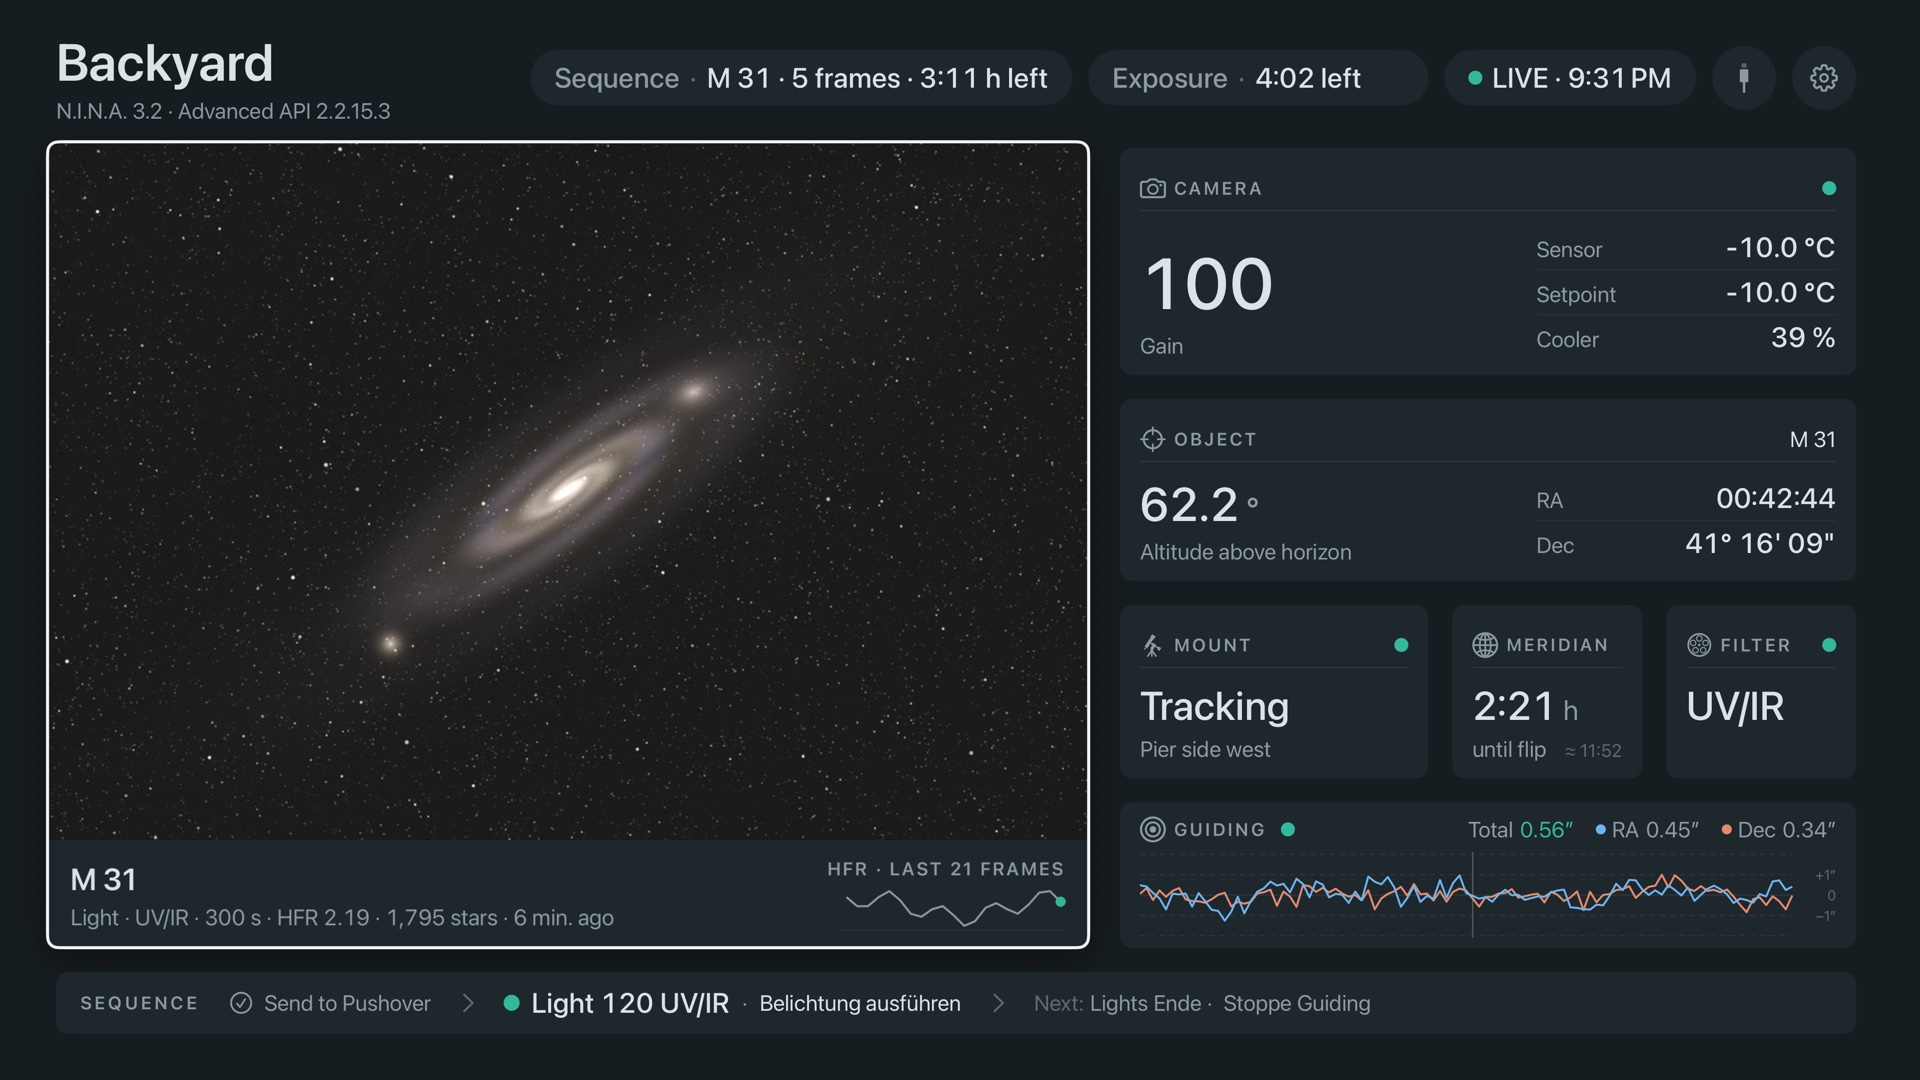 Backyard
N.I.N.A. 3.2 · Advanced API 2.2.15.3
Sequence · M 31 · 5 frames · 3:11 h left
Exposure · 4:02 left
LIVE · 9:31 PM
CAMERA
100
Gain
Sensor -10.0 °C
Setpoint -10.0 °C
Cooler 39 %
OBJECT M 31
62.2 °
Altitude above horizon
RA 00:42:44
Dec 41° 16' 09"
MOUNT
Tracking
Pier side west
MERIDIAN
2:21 h
until flip ≈ 11:52
FILTER
UV/IR
GUIDING
Total 0.56″ RA 0.45″ Dec 0.34″
+1″
0
−1″
M 31
Light · UV/IR · 300 s · HFR 2.19 · 1,795 stars · 6 min. ago
HFR · LAST 21 FRAMES
SEQUENCE Send to Pushover Light 120 UV/IR · Belichtung ausführen Next: Lights Ende · Stoppe Guiding